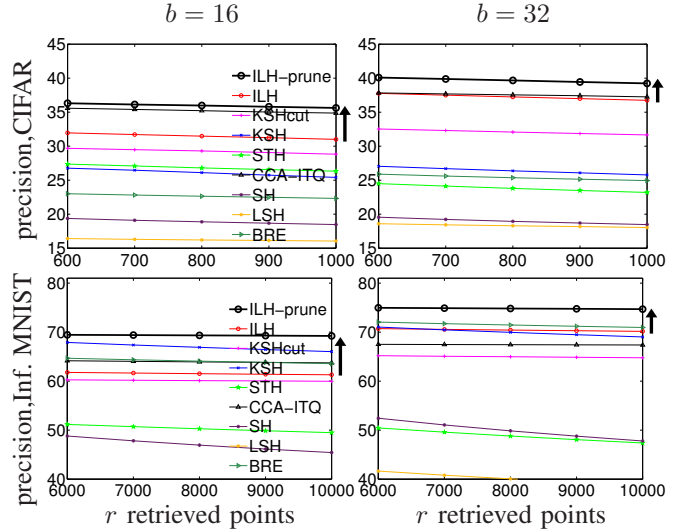 b = 16
b = 32
precision,CIFAR
45
40
35
30
25
20
15
600 700 800 900 1000
ILH−prune
ILH
KSHcut
KSH
STH
CCA−ITQ
SH
LSH
BRE
45
40
35
30
25
20
15
600 700 800 900 1000
precision,Inf. MNIST
80
70
60
50
40
6000 7000 8000 9000 10000
r retrieved points
ILH−prune
ILH
KSHcut
KSH
STH
CCA−ITQ
SH
LSH
BRE
80
70
60
50
40
6000 7000 8000 9000 10000
r retrieved points